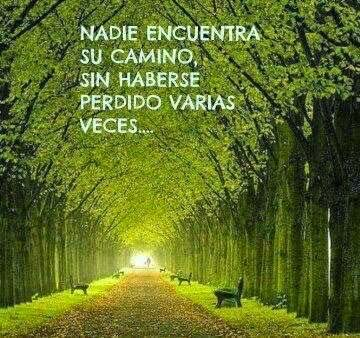 NADIE ENCUENTRA
SU CAMINO,
SIN HABERSE
PERDIDO VARIAS
VECES....